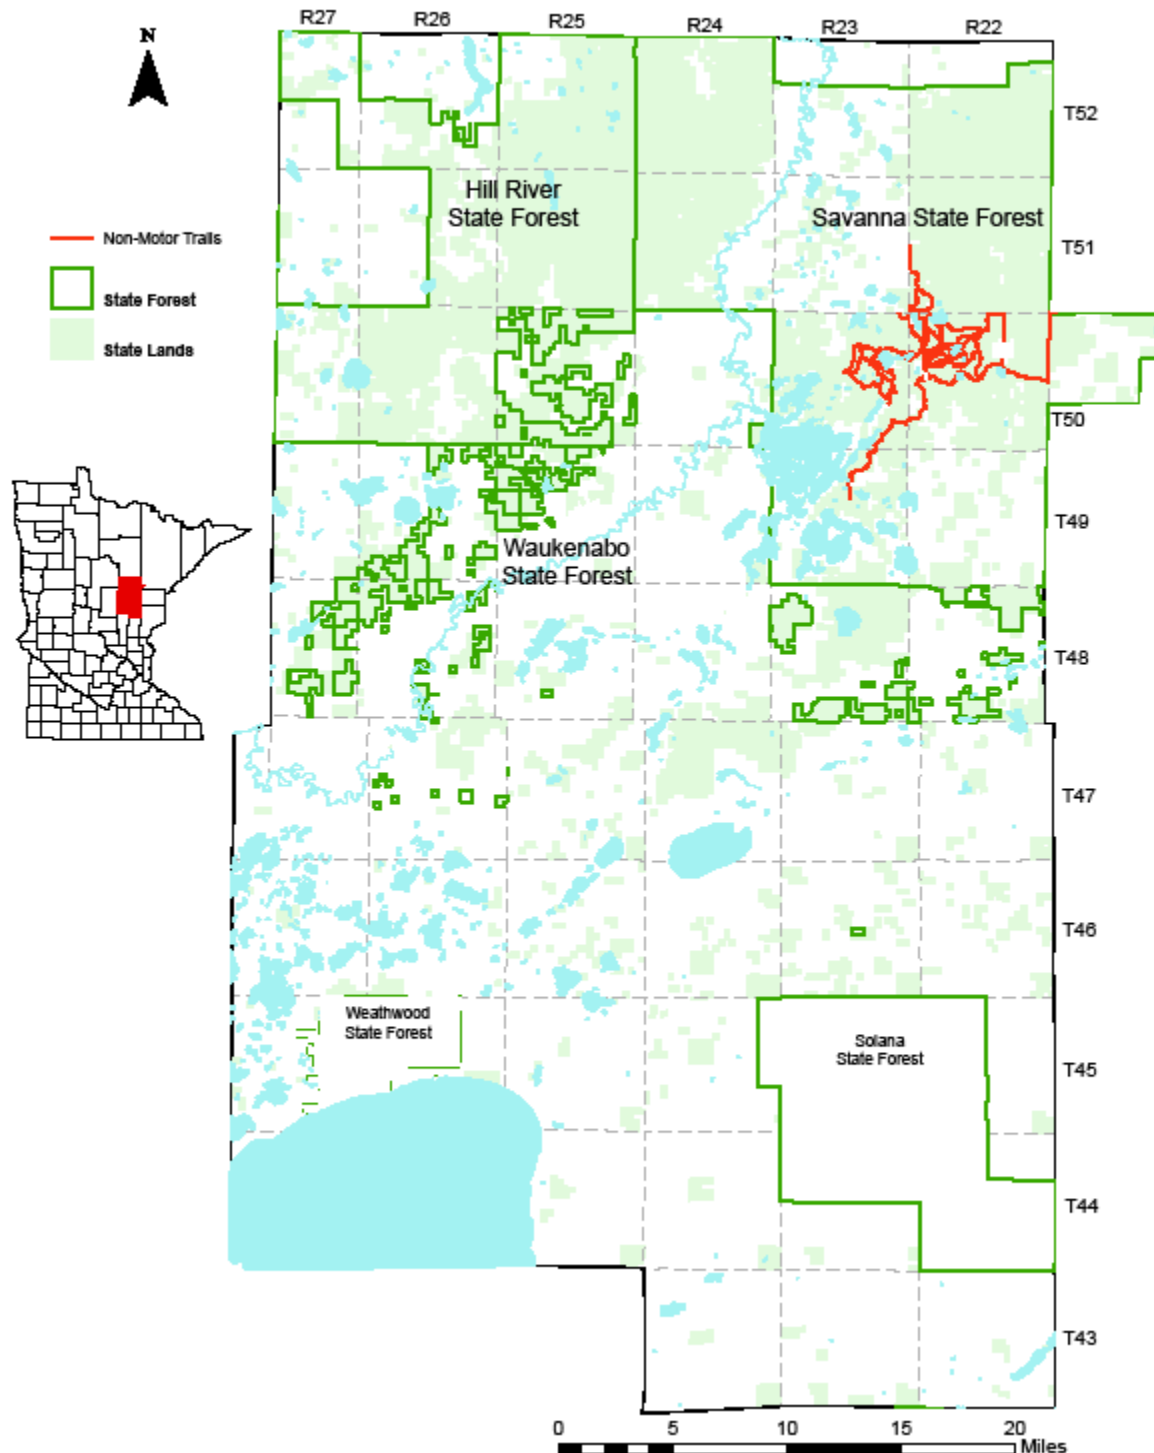 R27 R26 R25 R24 R23 R22
N
T52
Hill River
State Forest
Savanna State Forest
Non-Motor Trails
T51
State Forest
State Lands
T50
T49
Waukenabo
State Forest
T48
T47
T46
Weathwood
State Forest
Solana
State Forest
T45
T44
T43
0 5 10 15 20
Miles